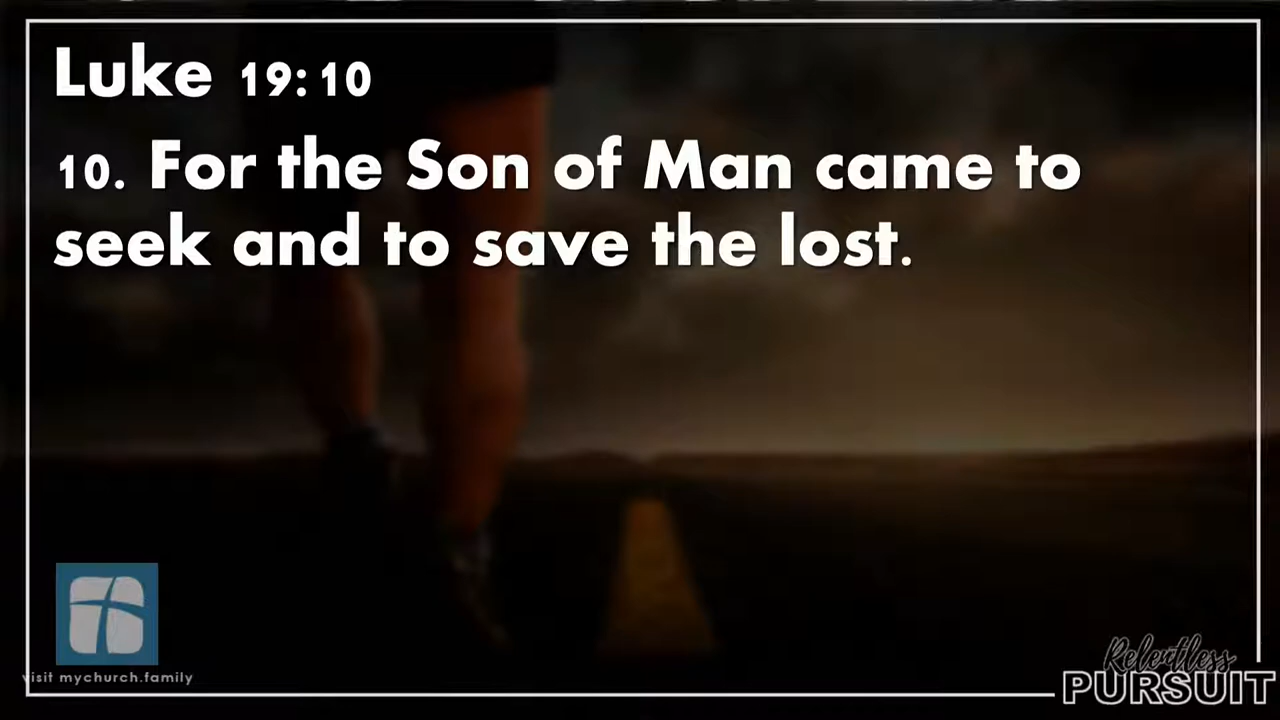 Luke 19:10
10. For the Son of Man came to
seek and to save the lost.
visit mychurch.family
Relentless
PURSUIT